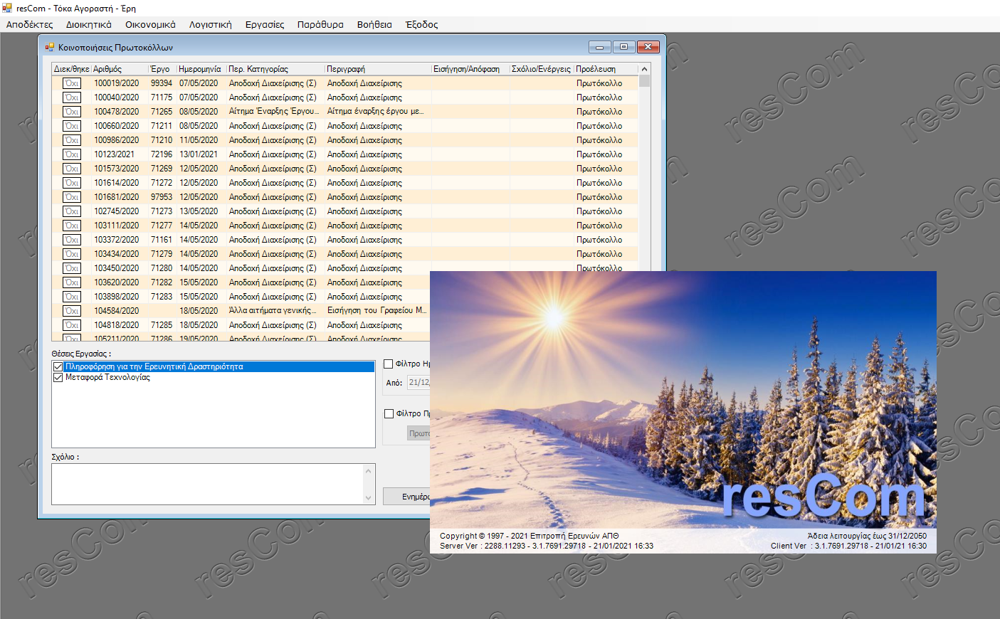 resCom - Τόκα Αγοραστή - Έρη
Αποδέκτες Διοικητικά Οικονομικά Λογιστική Εργασίες Παράθυρα Βοήθεια Έξοδος
Κοινοποιήσεις Πρωτοκόλλων
Διεκ/θηκε Αριθμός Έργο Ημερομηνία Περ. Κατηγορίας Περιγραφή Εισήγηση/Απόφαση Σχόλιο/Ενέργεις Προέλευση
Όχι 100019/2020 99394 07/05/2020 Αποδοχή Διαχείρισης (Σ) Αποδοχή Διαχείρισης Πρωτόκολλο
Όχι 100040/2020 71175 07/05/2020 Αποδοχή Διαχείρισης (Σ) Αποδοχή Διαχείρισης Πρωτόκολλο
Όχι 100478/2020 71265 08/05/2020 Αίτημα Έναρξης Έργου... Αίτημα έναρξης έργου με... Πρωτόκολλο
Όχι 100660/2020 71211 08/05/2020 Αποδοχή Διαχείρισης (Σ) Αποδοχή Διαχείρισης Πρωτόκολλο
Όχι 100986/2020 71210 11/05/2020 Αποδοχή Διαχείρισης (Σ) Αποδοχή Διαχείρισης Πρωτόκολλο
Όχι 10123/2021 72196 13/01/2021 Αποδοχή Διαχείρισης (Σ) Αποδοχή Διαχείρισης Πρωτόκολλο
Όχι 101573/2020 71269 12/05/2020 Αποδοχή Διαχείρισης (Σ) Αποδοχή Διαχείρισης Πρωτόκολλο
Όχι 101614/2020 71272 12/05/2020 Αποδοχή Διαχείρισης (Σ) Αποδοχή Διαχείρισης Πρωτόκολλο
Όχι 101681/2020 97953 12/05/2020 Αποδοχή Διαχείρισης (Σ) Αποδοχή Διαχείρισης Πρωτόκολλο
Όχι 102745/2020 71273 13/05/2020 Αποδοχή Διαχείρισης (Σ) Αποδοχή Διαχείρισης Πρωτόκολλο
Όχι 103111/2020 71277 14/05/2020 Αποδοχή Διαχείρισης (Σ) Αποδοχή Διαχείρισης Πρωτόκολλο
Όχι 103372/2020 71161 14/05/2020 Αποδοχή Διαχείρισης (Σ) Αποδοχή Διαχείρισης Πρωτόκολλο
Όχι 103434/2020 71279 14/05/2020 Αποδοχή Διαχείρισης (Σ) Αποδοχή Διαχείρισης Πρωτόκολλο
Όχι 103450/2020 71280 14/05/2020 Αποδοχή Διαχείρισης (Σ) Αποδοχή Διαχείρισης Πρωτόκολλο
Όχι 103620/2020 71282 15/05/2020 Αποδοχή Διαχείρισης (Σ) Αποδοχή Διαχείρισης
Όχι 103898/2020 71283 15/05/2020 Αποδοχή Διαχείρισης (Σ) Αποδοχή Διαχείρισης
Όχι 104584/2020 18/05/2020 Άλλα αιτήματα γενικής... Εισήγηση του Γραφείου Μ...
Όχι 104818/2020 71285 18/05/2020 Αποδοχή Διαχείρισης (Σ) Αποδοχή Διαχείρισης
Όχι 105211/2020 71286 19/05/2020 Αποδοχή Διαχείρισης (Σ) Αποδοχή Διαχείρισης
Θέσεις Εργασίας :
Πληροφόρηση για την Ερευνητική Δραστηριότητα
Μεταφορά Τεχνολογίας
Φίλτρο Ημ
Από: 21/12,
Φίλτρο Πρ
Πρωτο
Σχόλιο :
Ενημέρω
resCom
Copyright © 1997 - 2021 Επιτροπή Ερευνών ΑΠΘ
Άδεια λειτουργίας έως 31/12/2050
Server Ver : 2288.11293 - 3.1.7691.29718 - 21/01/2021 16:33
Client Ver : 3.1.7691.29718 - 21/01/21 16:30